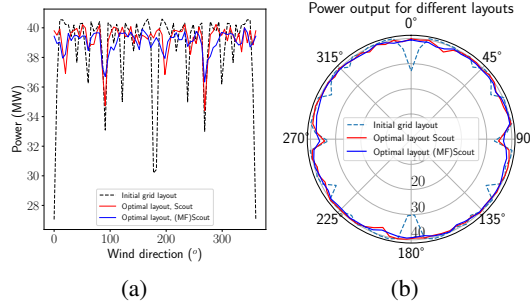 40
38
36
34
32
30
28
Power (MW)
Initial grid layout
Optimal layout, Scout
Optimal layout, (MF)Scout
0
100
200
300
Wind direction (°)
(a)
Power output for different layouts
0°
45°
90°
135°
180°
225°
270°
315°
20
30
40
Initial grid layout
Optimal layout Scout
Optimal layout (MF)Scout
(b)